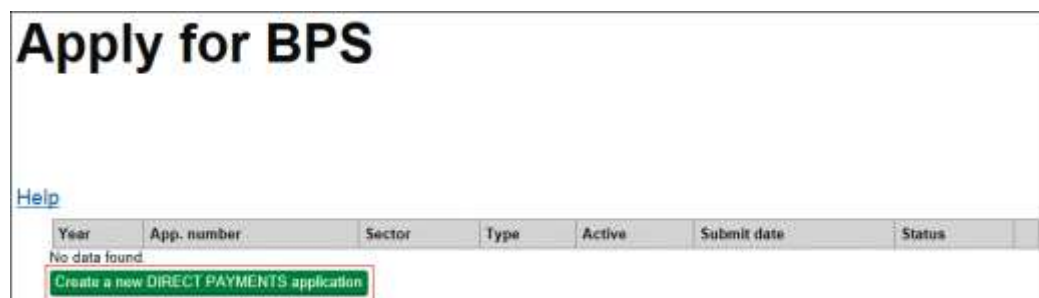 Apply for BPS
Help
Year App. number Sector Type Active Submit date Status
No data found
Create a new DIRECT PAYMENTS application